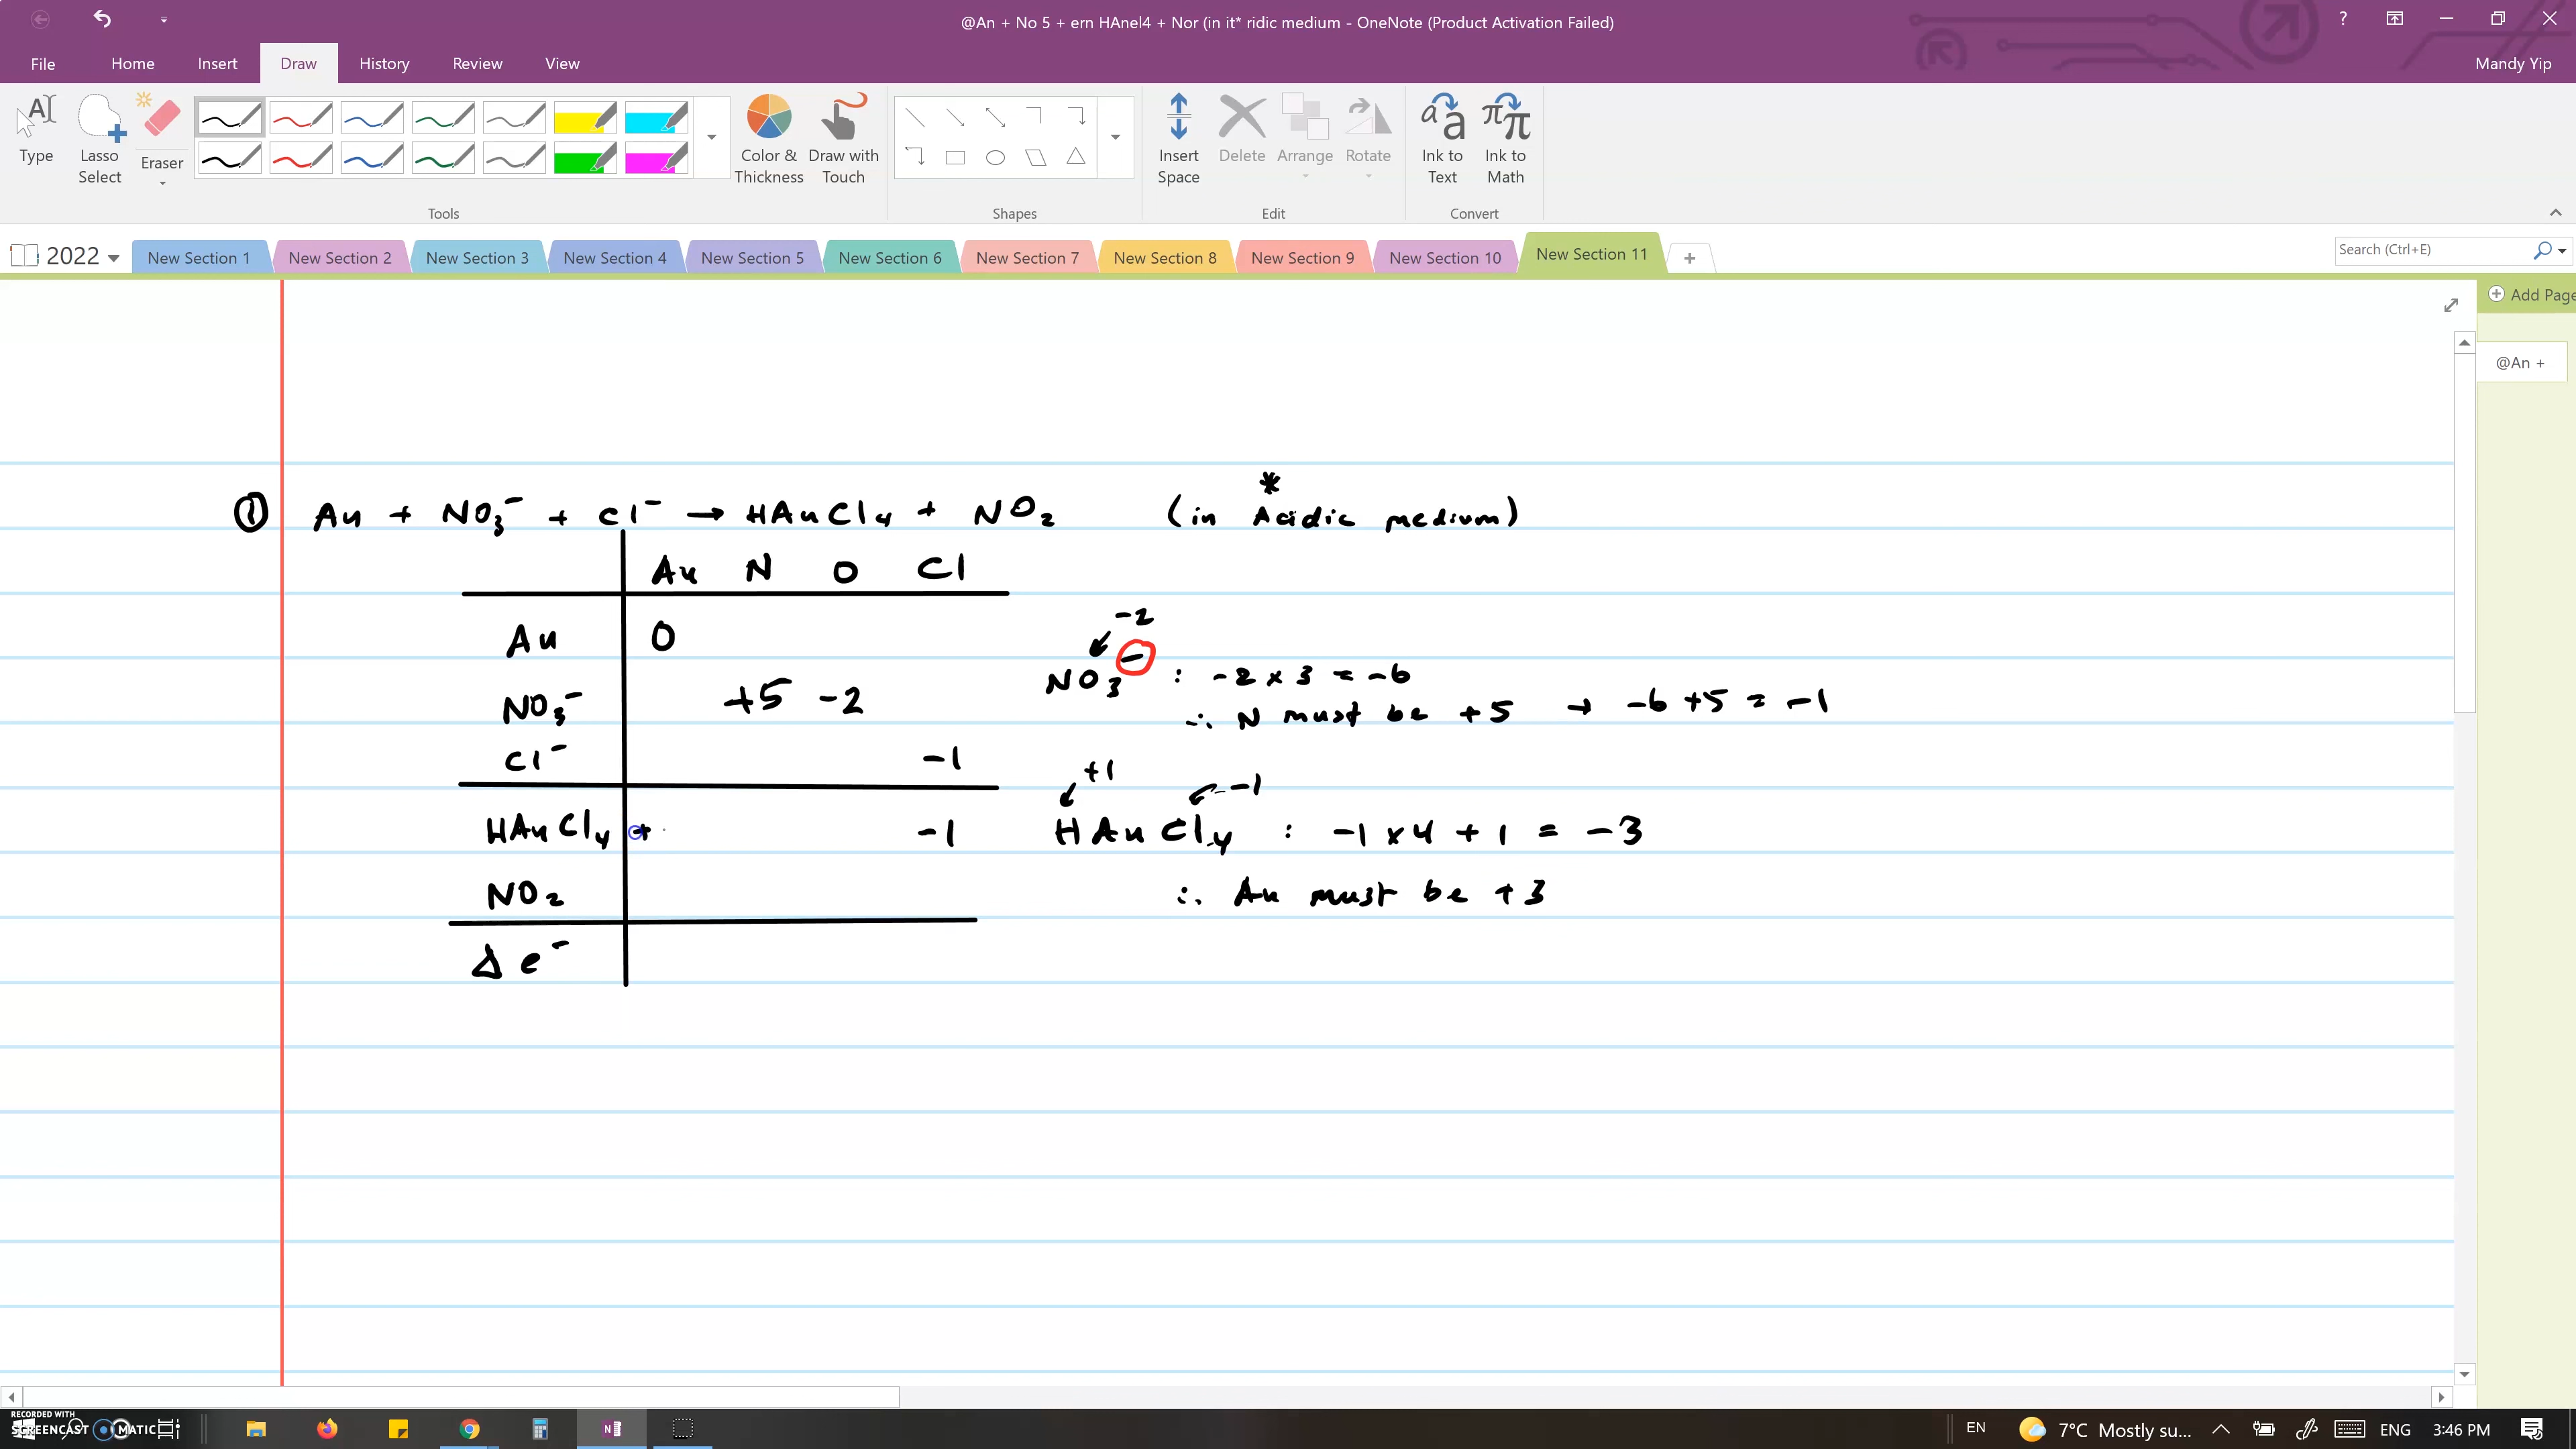 @An + No 5 + ern HAnel4 + Nor (in it* ridic medium - OneNote (Product Activation Failed)
File Home Insert Draw History Review View Mandy Yip
Type
Lasso Select
Eraser
Color & Thickness
Draw with Touch
Insert Space
Delete
Arrange
Rotate
Ink to Text
Ink to Math
Tools Shapes Edit Convert
2022 New Section 1 New Section 2 New Section 3 New Section 4 New Section 5 New Section 6 New Section 7 New Section 8 New Section 9 New Section 10 New Section 11 Search (Ctrl+E)
Add Page
@An +
*
① Au + NO₃⁻ + Cl⁻ → HAuCl₄ + NO₂ (in Acidic medium)
Au N O Cl
-2
Au 0
NO₃⁻ : -2 × 3 = -6
NO₃⁻ +5 -2 ∴ N must be +5 → -6 +5 = -1
Cl⁻ -1
+1 -1
HAuCl₄ + -1 HAuCl₄ : -1 × 4 + 1 = -3
NO₂ ∴ Au must be +3
Δ e⁻
RECORDED WITH
SCREENCAST MATIC
EN 7°C Mostly su... ENG 3:46 PM